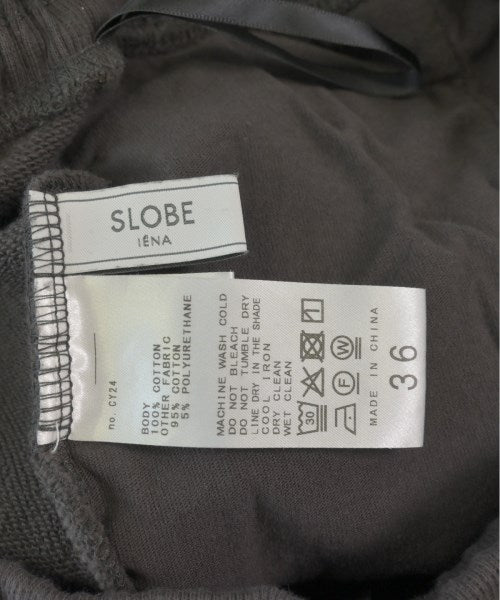 SLOBE
IÉNA
no. CY24
BODY
100% COTTON
OTHER FABRIC
95% COTTON
5% POLYURETHANE
MACHINE WASH COLD
DO NOT BLEACH
DO NOT TUMBLE DRY
LINE DRY IN THE SHADE
COOL IRON
DRY CLEAN
WET CLEAN
30
F
W
MADE IN CHINA
36